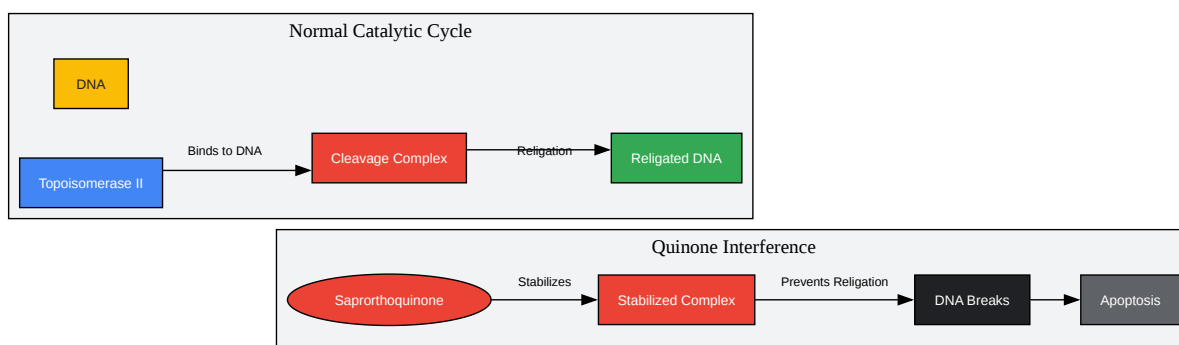 Normal Catalytic Cycle
DNA
Binds to DNA
Topoisomerase II
Cleavage Complex
Religation
Religated DNA
Quinone Interference
Saprorthoquinone
Stabilizes
Stabilized Complex
Prevents Religation
DNA Breaks
Apoptosis